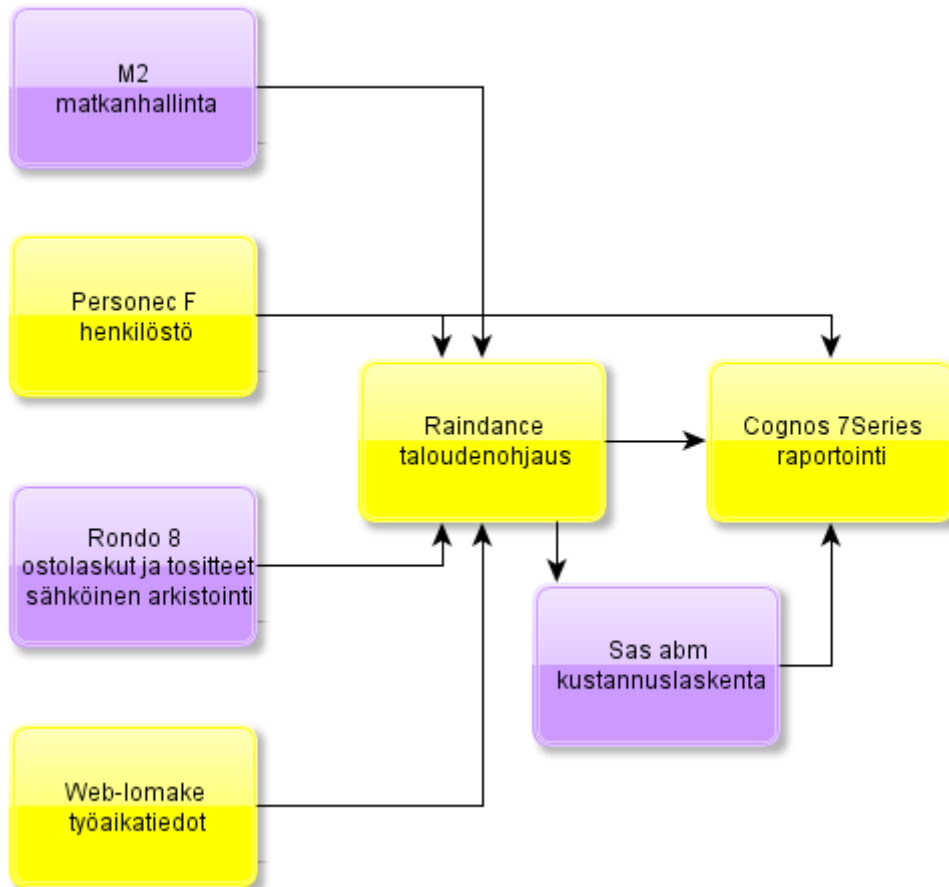 M2
matkanhallinta
Personec F
henkilöstö
Raindance
taloudenohjaus
Cognos 7Series
raportointi
Rondo 8
ostolaskut ja tositteet
sähköinen arkistointi
Sas abm
kustannuslaskenta
Web-lomake
työaikatiedot